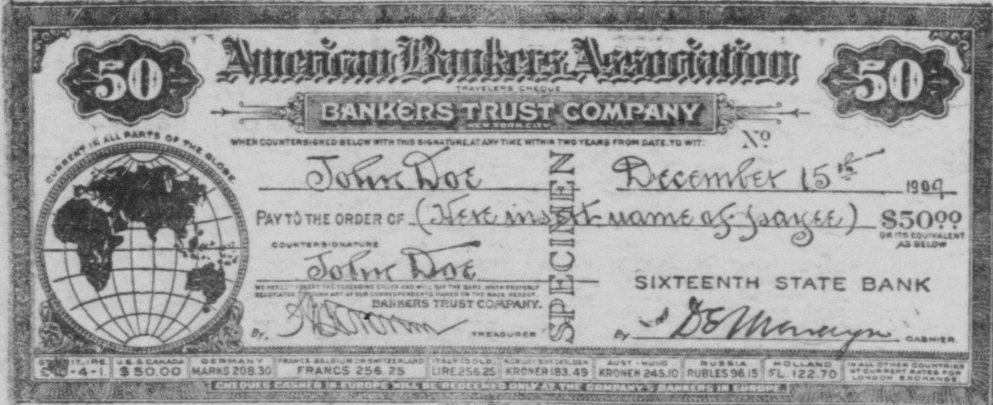 50 American Bankers Association 50
TRAVELERS CHEQUE
BANKERS TRUST COMPANY
NEW YORK CITY
CURRENT IN ALL PARTS OF THE GLOBE
WHEN COUNTERSIGNED BELOW WITH THIS SIGNATURE, AT ANY TIME WITHIN TWO YEARS FROM DATE, TO WIT: No
John Doe December 15th 1909
PAY TO THE ORDER OF (Here insert name of payee) $50.00
OR ITS EQUIVALENT
AS BELOW
COUNTERSIGNATURE
John Doe
SPECIMEN
SIXTEENTH STATE BANK
BANKERS TRUST COMPANY.
By. TREASURER By CASHIER.
U.S. & CANADA GERMANY FRANCE BELGIUM OR SWITZERLAND ITALY (GOLD) AUST-HUNG RUSSIA HOLLAND IN ALL OTHER COUNTRIES
-4-1 $50.00 MARKS 208.30 FRANCS 256.25 LIRE 256.25 KRONER 183.49 KRONEN 245.10 RUBLES 96.15 FL. 122.70 AT CURRENT RATES FOR
LONDON EXCHANGE
CHEQUES CASHED IN EUROPE WILL BE REDEEMED ONLY AT THE COMPANY'S BANKERS IN EUROPE